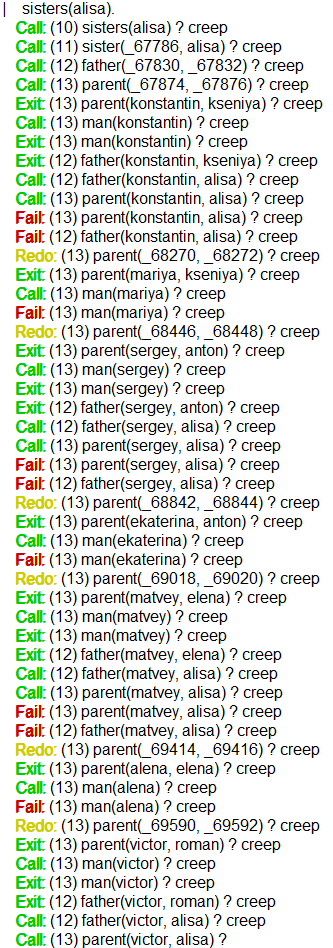 | sisters(alisa).
Call: (10) sisters(alisa) ? creep
Call: (11) sister(_67786, alisa) ? creep
Call: (12) father(_67830, _67832) ? creep
Call: (13) parent(_67874, _67876) ? creep
Exit: (13) parent(konstantin, kseniya) ? creep
Call: (13) man(konstantin) ? creep
Exit: (13) man(konstantin) ? creep
Exit: (12) father(konstantin, kseniya) ? creep
Call: (12) father(konstantin, alisa) ? creep
Call: (13) parent(konstantin, alisa) ? creep
Fail: (13) parent(konstantin, alisa) ? creep
Fail: (12) father(konstantin, alisa) ? creep
Redo: (13) parent(_68270, _68272) ? creep
Exit: (13) parent(mariya, kseniya) ? creep
Call: (13) man(mariya) ? creep
Fail: (13) man(mariya) ? creep
Redo: (13) parent(_68446, _68448) ? creep
Exit: (13) parent(sergey, anton) ? creep
Call: (13) man(sergey) ? creep
Exit: (13) man(sergey) ? creep
Exit: (12) father(sergey, anton) ? creep
Call: (12) father(sergey, alisa) ? creep
Call: (13) parent(sergey, alisa) ? creep
Fail: (13) parent(sergey, alisa) ? creep
Fail: (12) father(sergey, alisa) ? creep
Redo: (13) parent(_68842, _68844) ? creep
Exit: (13) parent(ekaterina, anton) ? creep
Call: (13) man(ekaterina) ? creep
Fail: (13) man(ekaterina) ? creep
Redo: (13) parent(_69018, _69020) ? creep
Exit: (13) parent(matvey, elena) ? creep
Call: (13) man(matvey) ? creep
Exit: (13) man(matvey) ? creep
Exit: (12) father(matvey, elena) ? creep
Call: (12) father(matvey, alisa) ? creep
Call: (13) parent(matvey, alisa) ? creep
Fail: (13) parent(matvey, alisa) ? creep
Fail: (12) father(matvey, alisa) ? creep
Redo: (13) parent(_69414, _69416) ? creep
Exit: (13) parent(alena, elena) ? creep
Call: (13) man(alena) ? creep
Fail: (13) man(alena) ? creep
Redo: (13) parent(_69590, _69592) ? creep
Exit: (13) parent(victor, roman) ? creep
Call: (13) man(victor) ? creep
Exit: (13) man(victor) ? creep
Exit: (12) father(victor, roman) ? creep
Call: (12) father(victor, alisa) ? creep
Call: (13) parent(victor, alisa) ?